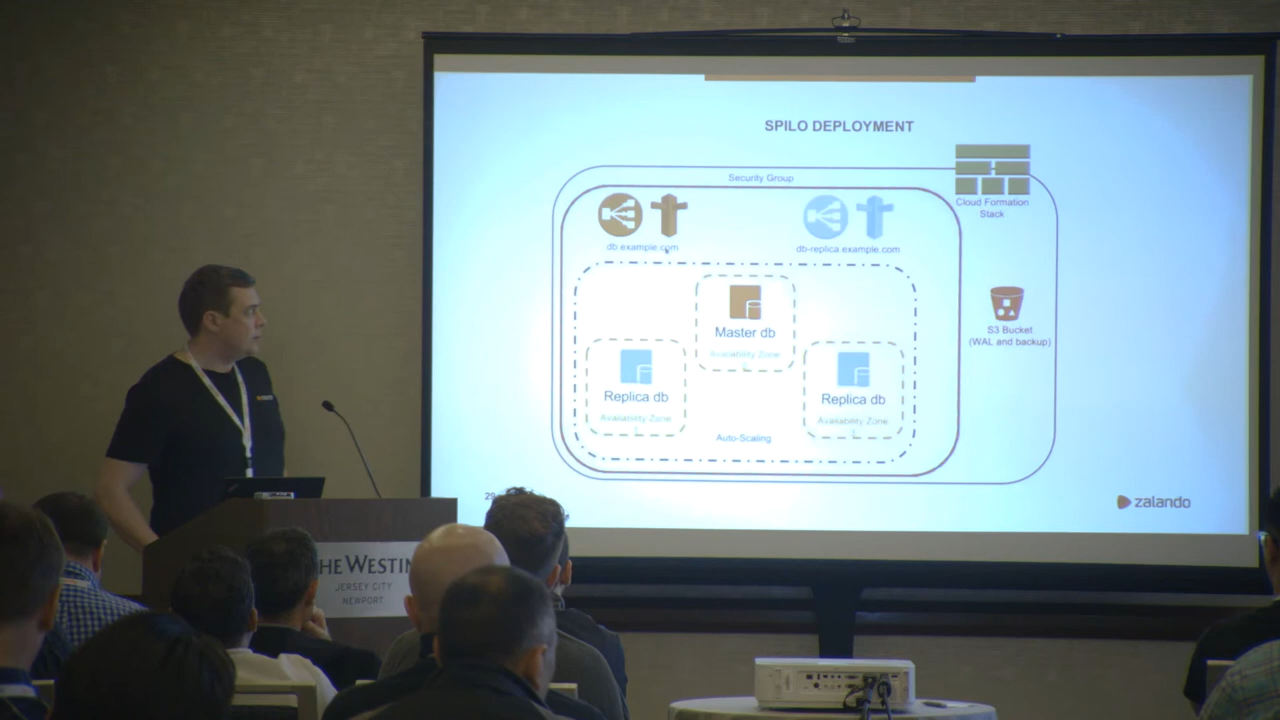 SPILO DEPLOYMENT
Security Group
Cloud Formation
Stack
db.example.com
db-replica.example.com
Master db
Availability Zone
S3 Bucket
(WAL and backup)
Replica db
Availability Zone
Replica db
Availability Zone
Auto-Scaling
zalando
HE WESTIN
JERSEY CITY
NEWPORT